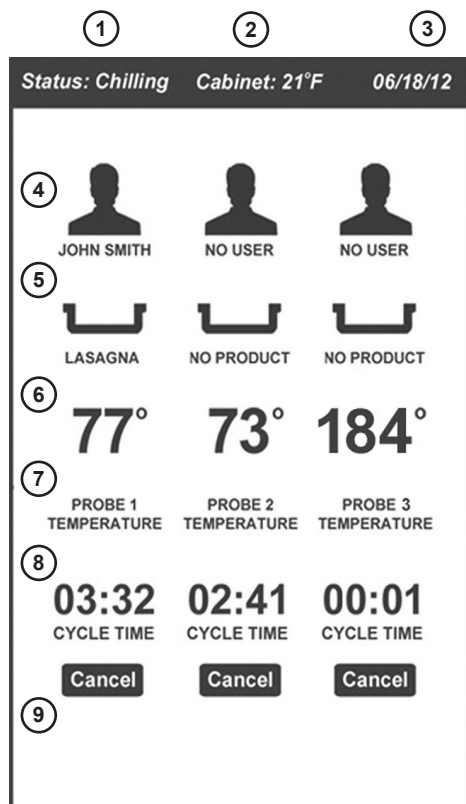 1 2 3
Status: Chilling Cabinet: 21°F 06/18/12
4
JOHN SMITH NO USER NO USER
5
LASAGNA NO PRODUCT NO PRODUCT
6
77° 73° 184°
7
PROBE 1 PROBE 2 PROBE 3
TEMPERATURE TEMPERATURE TEMPERATURE
8
03:32 02:41 00:01
CYCLE TIME CYCLE TIME CYCLE TIME
Cancel Cancel Cancel
9